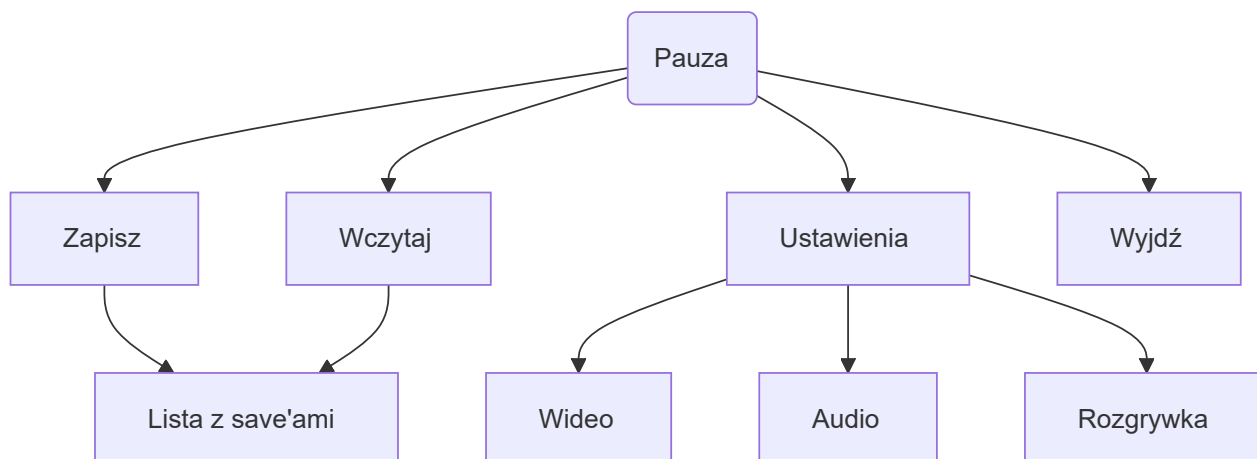 Pauza
Zapisz
Wczytaj
Ustawienia
Wyjdź
Lista z save'ami
Wideo
Audio
Rozgrywka